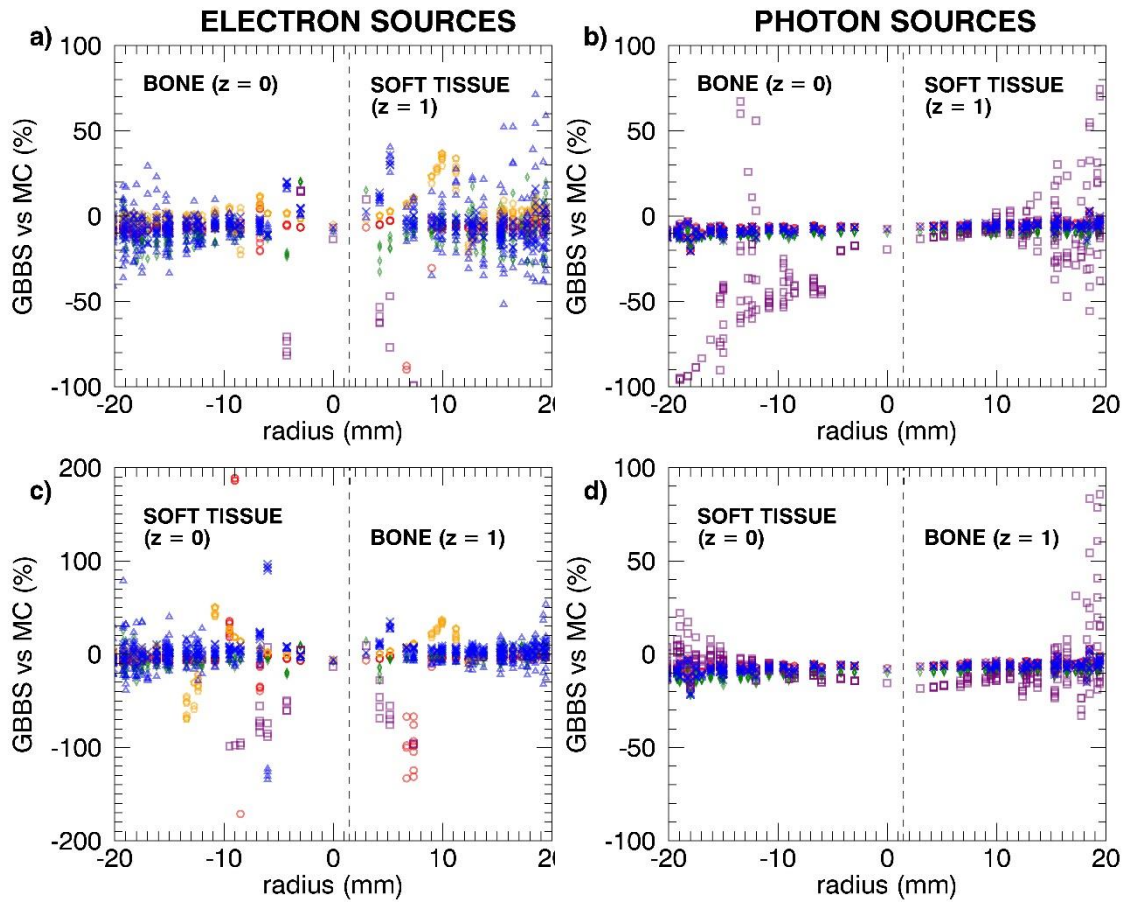 ELECTRON SOURCES
PHOTON SOURCES
a)
b)
100
50
0
-50
-100
GBBS vs MC (%)
BONE (z = 0)
SOFT TISSUE
(z = 1)
-20
-10
0
10
20
radius (mm)
100
50
0
-50
-100
GBBS vs MC (%)
BONE (z = 0)
SOFT TISSUE
(z = 1)
-20
-10
0
10
20
radius (mm)
c)
d)
200
100
0
-100
-200
GBBS vs MC (%)
SOFT TISSUE
(z = 0)
BONE (z = 1)
-20
-10
0
10
20
radius (mm)
100
50
0
-50
-100
GBBS vs MC (%)
SOFT TISSUE
(z = 0)
BONE (z = 1)
-20
-10
0
10
20
radius (mm)